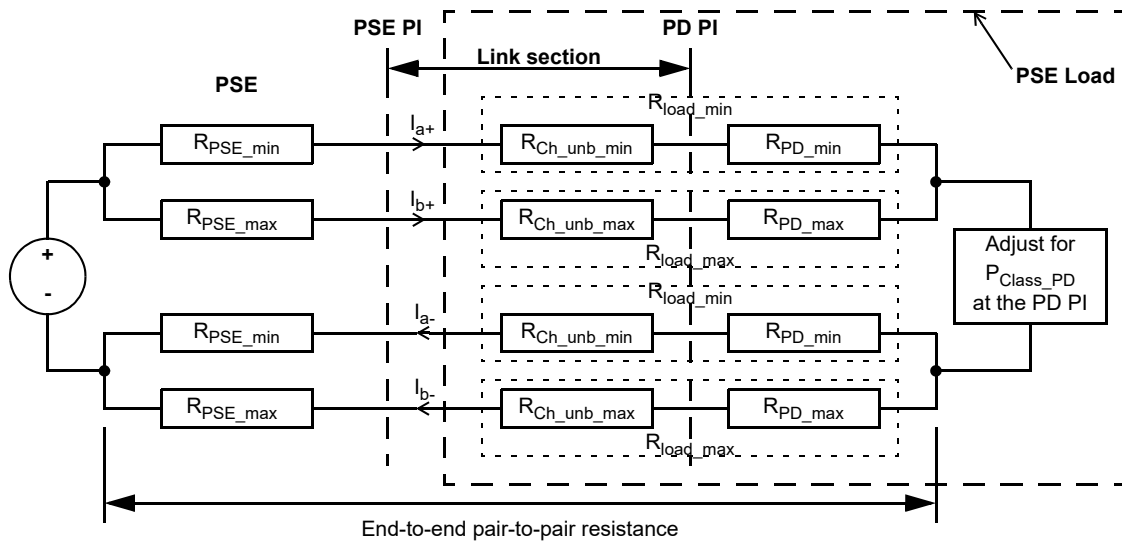 PSE PI
PD PI
Link section
PSE Load
PSE
R_load_min
I_a+
R_PSE_min
R_Ch_unb_min
R_PD_min
I_b+
R_PSE_max
R_Ch_unb_max
R_PD_max
R_load_max
+
-
Adjust for
P_Class_PD
at the PD PI
R_load_min
I_a-
R_PSE_min
R_Ch_unb_min
R_PD_min
I_b-
R_PSE_max
R_Ch_unb_max
R_PD_max
R_load_max
End-to-end pair-to-pair resistance